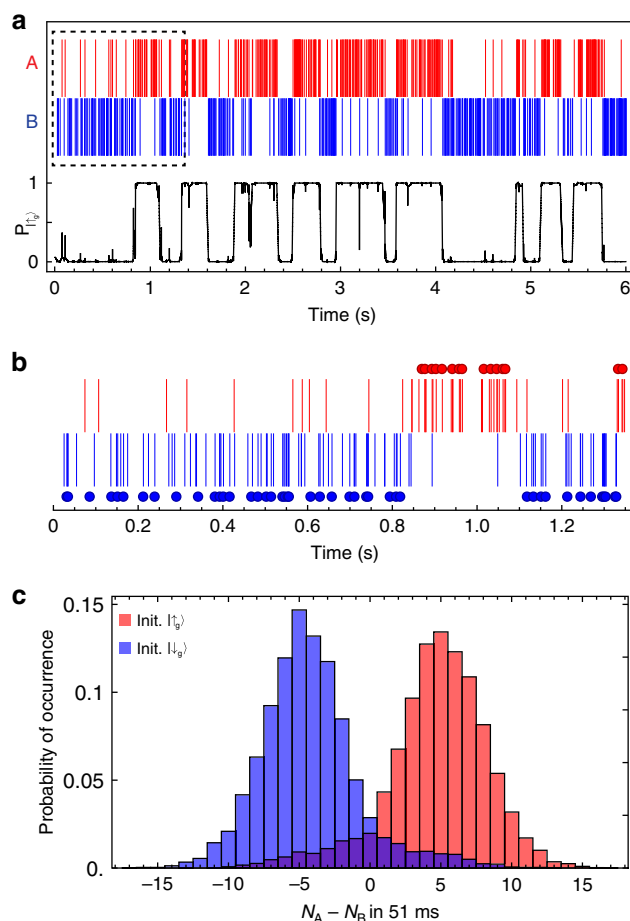 a
A
B
1
P|↑g⟩
0
0 1 2 3 4 5 6
Time (s)
b
0 0.2 0.4 0.6 0.8 1.0 1.2
Time (s)
c
0.15
Init. |↑g⟩
Init. |↓g⟩
0.1
0.05
0.
Probability of occurrence
−15 −10 −5 0 5 10 15
NA − NB in 51 ms